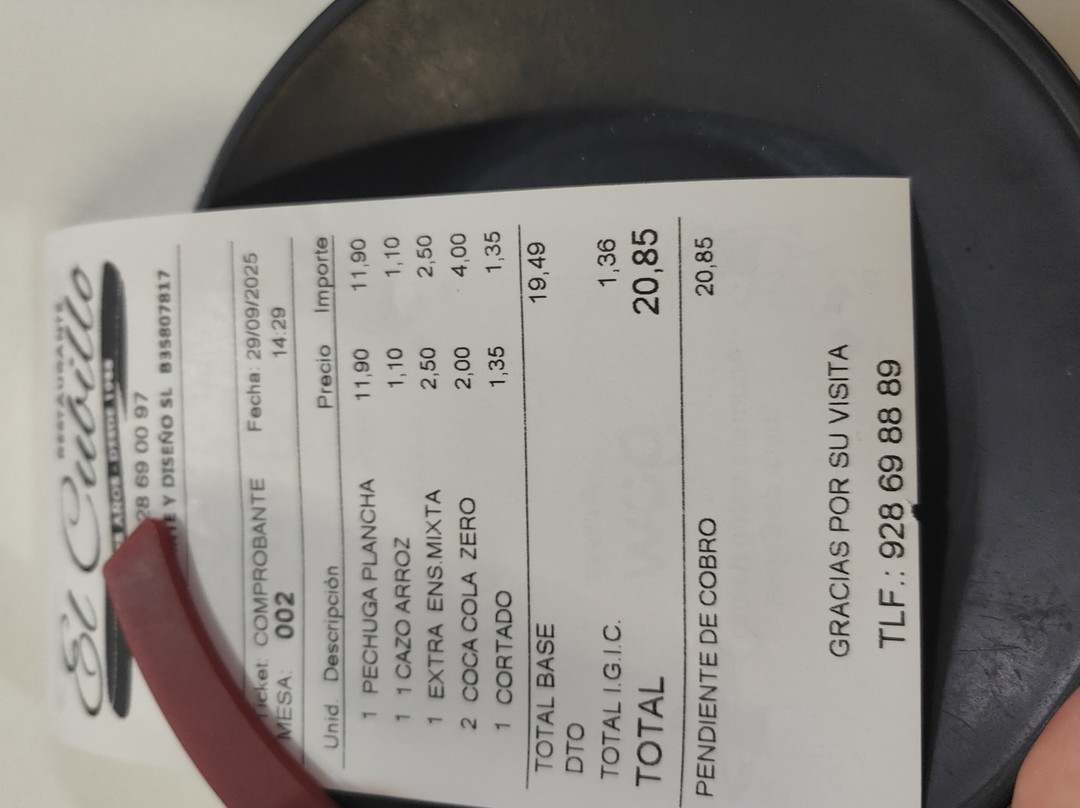 RESTAURANTE
El Cubillo
AÑOS - DESDE
28 69 00 97
TE Y DISEÑO SL B35807817
Ticket: COMPROBANTE Fecha: 29/09/2025
MESA: 002 14:29
Unid. Descripción Precio Importe
1 PECHUGA PLANCHA 11,90 11,90
1 1 CAZO ARROZ 1,10 1,10
1 EXTRA ENS.MIXTA 2,50 2,50
2 COCA COLA ZERO 2,00 4,00
1 CORTADO 1,35 1,35
TOTAL BASE 19,49
DTO
TOTAL I.G.I.C. 1,36
TOTAL 20,85
PENDIENTE DE COBRO 20,85
GRACIAS POR SU VISITA
TLF.: 928 69 88 89